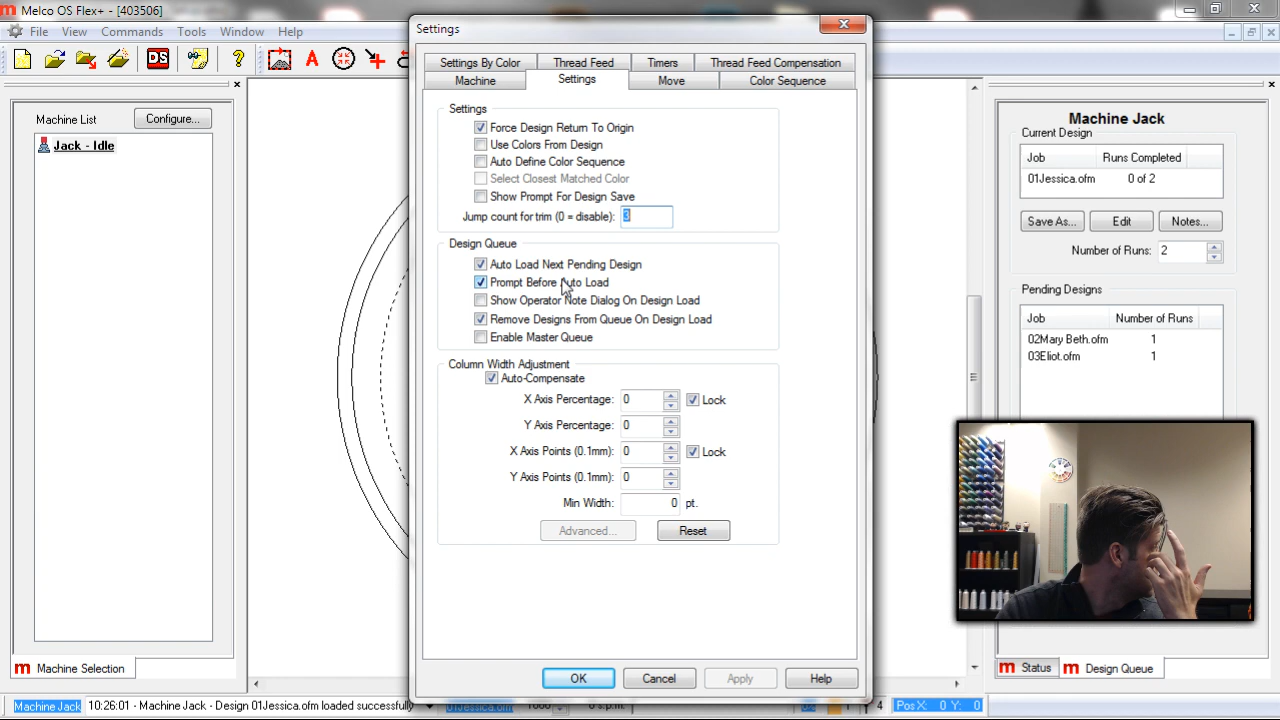 Melco OS Flex+ - [403506]
File View Commands Tools Window Help
DS
A
?
Machine List
Configure...
Jack - Idle
Machine Selection
Settings
Settings By Color Thread Feed Timers Thread Feed Compensation
Machine Settings Move Color Sequence
Settings
Force Design Return To Origin
Use Colors From Design
Auto Define Color Sequence
Select Closest Matched Color
Show Prompt For Design Save
Jump count for trim (0 = disable): 3
Design Queue
Auto Load Next Pending Design
Prompt Before Auto Load
Show Operator Note Dialog On Design Load
Remove Designs From Queue On Design Load
Enable Master Queue
Column Width Adjustment
Auto-Compensate
X Axis Percentage: 0 Lock
Y Axis Percentage: 0
X Axis Points (0.1mm): 0 Lock
Y Axis Points (0.1mm): 0
Min Width: 0 pt.
Advanced... Reset
OK Cancel Apply Help
Machine Jack
Current Design
Job Runs Completed
01Jessica.ofm 0 of 2
Save As... Edit Notes...
Number of Runs: 2
Pending Designs
Job Number of Runs
02Mary Beth.ofm 1
03Eliot.ofm 1
Status Design Queue
Machine Jack Design 01Jessica.ofm loaded successfully 01Jessica.ofm 1000 0 s.p.m. 4 Pos X: 0 Y: 0